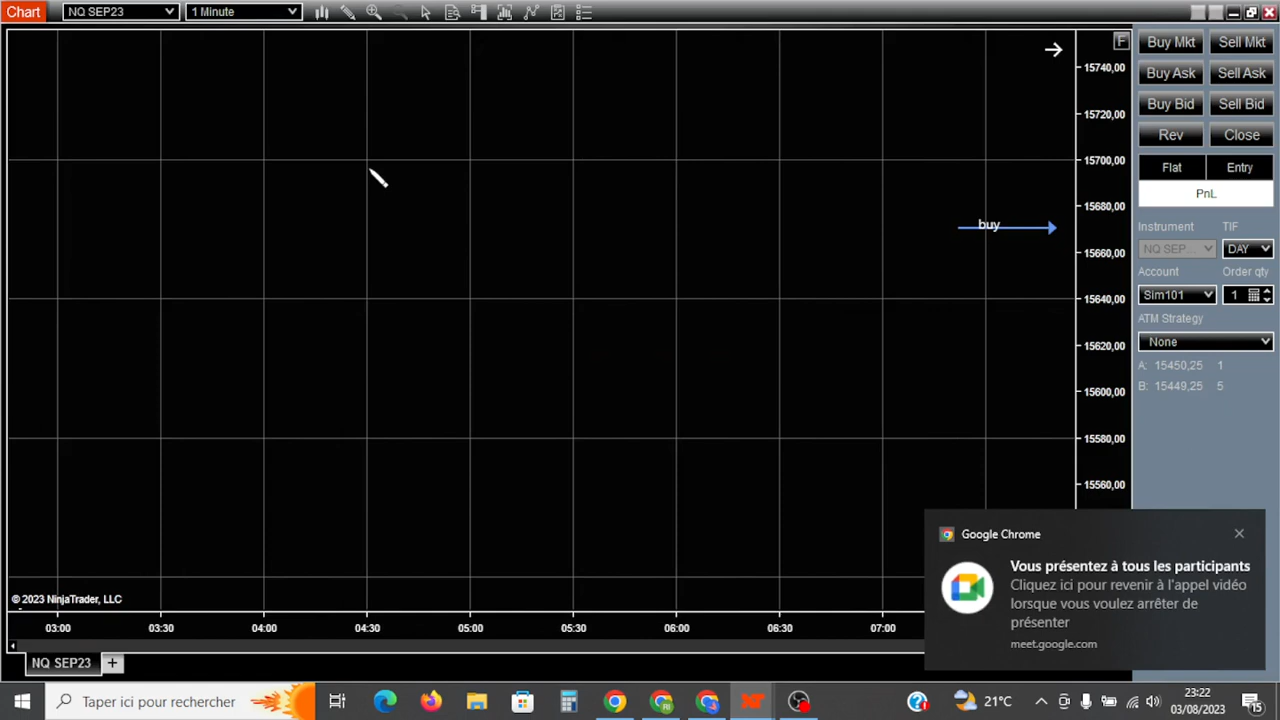 Chart
NQ SEP23
1 Minute
F
15740,00
15720,00
15700,00
15680,00
15660,00
15640,00
15620,00
15600,00
15580,00
15560,00
buy
© 2023 NinjaTrader, LLC
03:00
03:30
04:00
04:30
05:00
05:30
06:00
06:30
07:00
NQ SEP23
+
Buy Mkt
Sell Mkt
Buy Ask
Sell Ask
Buy Bid
Sell Bid
Rev
Close
Flat
Entry
PnL
Instrument
TIF
NQ SEP...
DAY
Account
Order qty
Sim101
1
ATM Strategy
None
A: 15450,25 1
B: 15449,25 5
Google Chrome
Vous présentez à tous les participants
Cliquez ici pour revenir à l'appel vidéo
lorsque vous voulez arrêter de
présenter
meet.google.com
Taper ici pour rechercher
21°C
23:22
03/08/2023
15